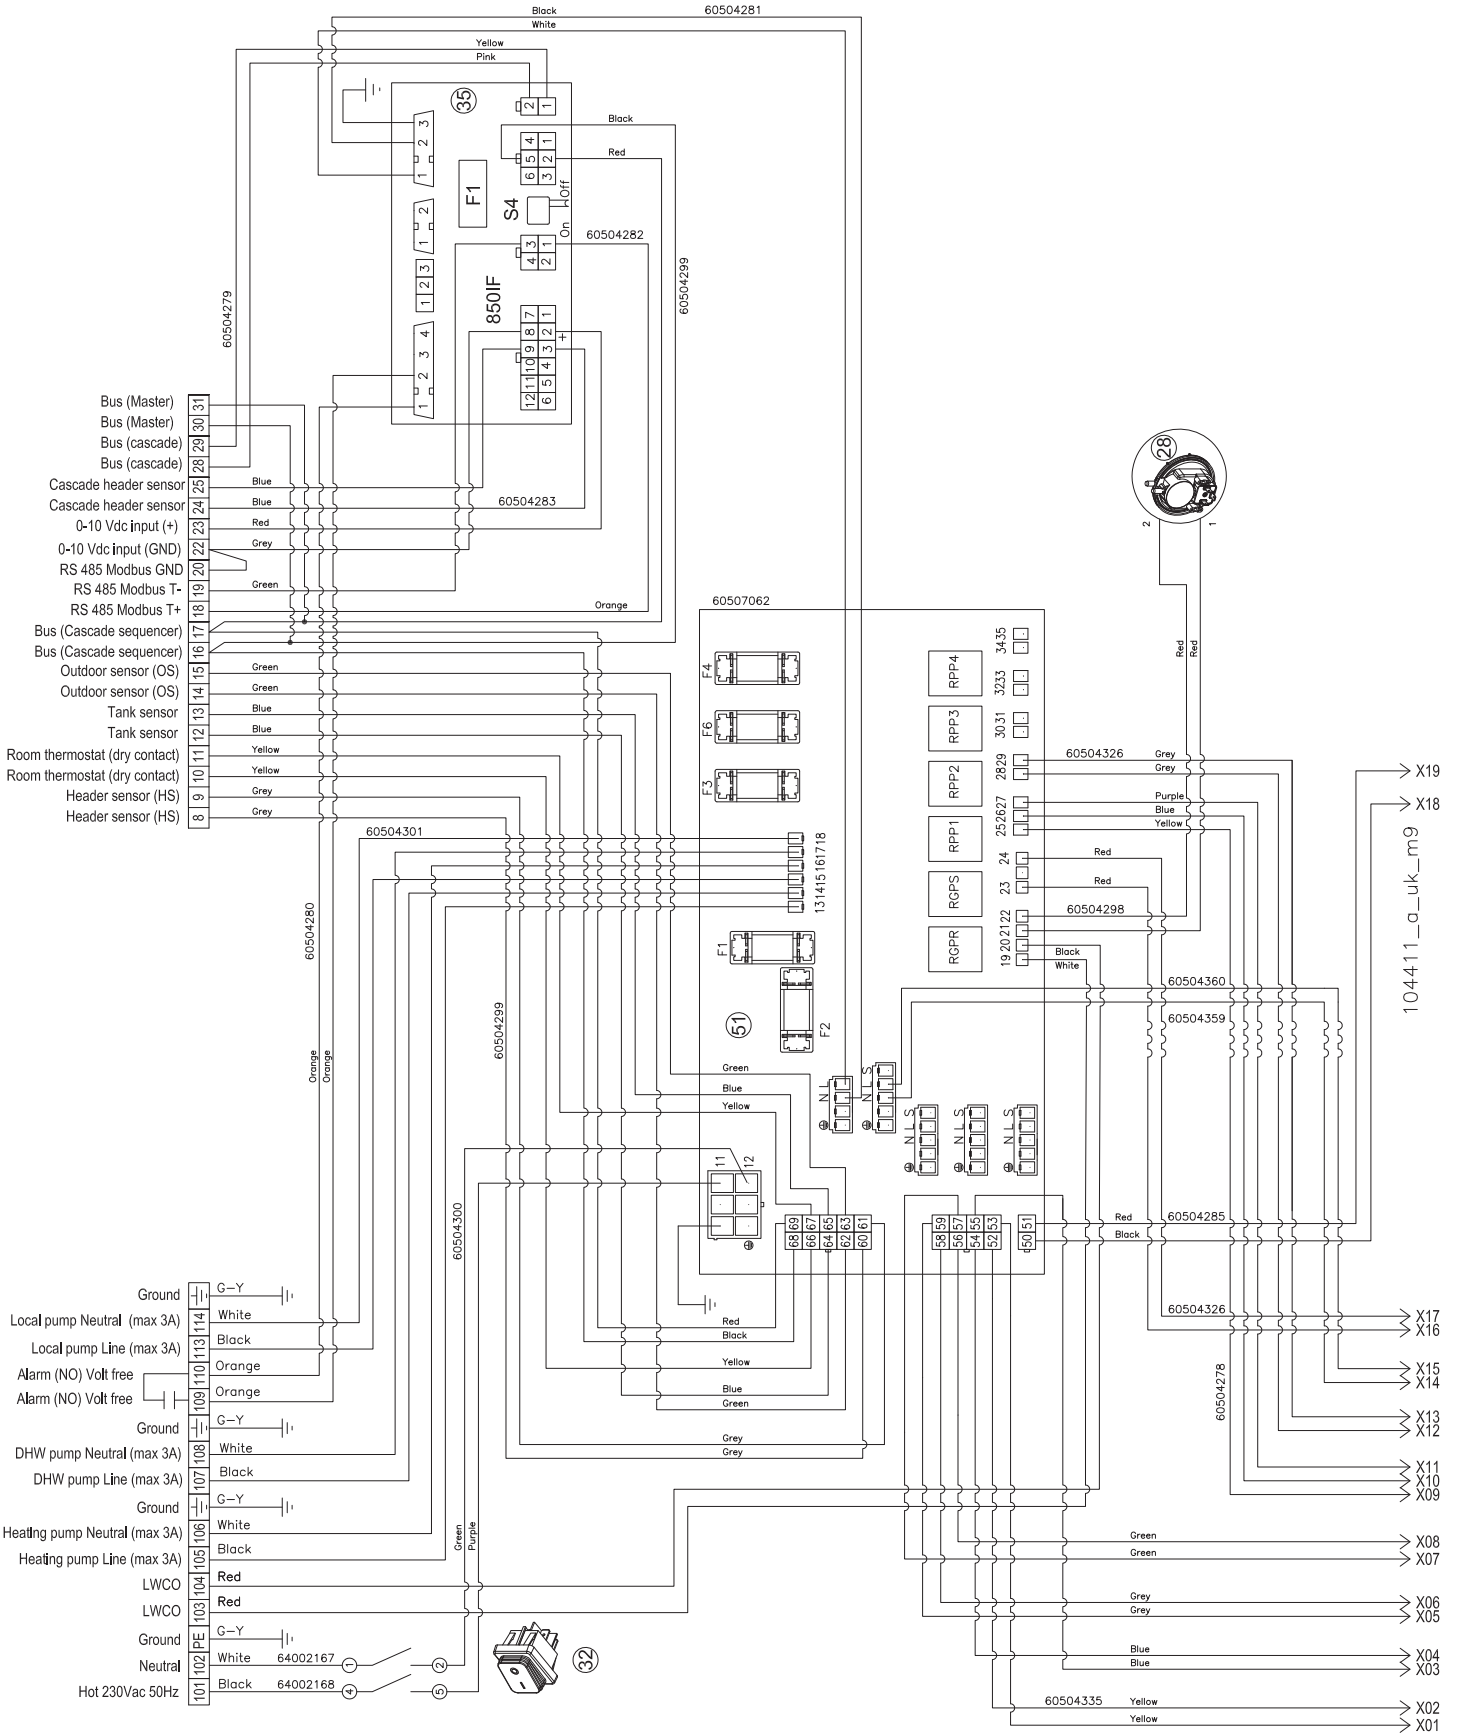 Black 60504281
White
Yellow
Pink
35
3 2 1
2 1
4 1
5 2
6 3
Black
Red
F1
S4
Off
On
60504282
3 1
4 2
2 1
3 2 1
850IF
60504299
60504279
4 3 2 1
7 1
8 2
9 3
10 4
11 5
12 6
+
Bus (Master) 31
Bus (Master) 30
Bus (cascade) 29
Bus (cascade) 28
Cascade header sensor 25 Blue
Cascade header sensor 24 Blue 60504283
0-10 Vdc input (+) 23 Red
0-10 Vdc input (GND) 22 Grey
RS 485 Modbus GND 20
RS 485 Modbus T- 19 Green
RS 485 Modbus T+ 18 Orange
Bus (Cascade sequencer) 17
Bus (Cascade sequencer) 16
Outdoor sensor (OS) 15 Green
Outdoor sensor (OS) 14 Green
Tank sensor 13 Blue
Tank sensor 12 Blue
Room thermostat (dry contact) 11 Yellow
Room thermostat (dry contact) 10 Yellow
Header sensor (HS) 9 Grey
Header sensor (HS) 8 Grey
60504301
60504280
60504299
Orange
Orange
28
2 1
Red
Red
60507062
F4
F6
F3
F1
F2
51
131415161718
RPP4
RPP3
RPP2
RPP1
RGPS
RGPR
3435
3233
3031
2829
252627
24
23
19202122
60504326 Grey
Grey
Purple
Blue
Yellow
Red
Red
60504298
Black
White
60504360
60504359
X19
X18
104411_a_uk_m9
Green
Blue
Yellow
N L
N L S
N L S
N L S
N L S
11
12
68 69
66 67
64 65
62 63
60 61
58 59
56 57
54 55
52 53
50 51
Red 60504285
Black
60504300
Red
Black
Yellow
Blue
Green
Grey
Grey
60504326
X17
X16
X15
X14
60504278
X13
X12
X11
X10
X09
Green X08
Green X07
Grey X06
Grey X05
Blue X04
Blue X03
60504335 Yellow X02
Yellow X01
Ground G-Y
Local pump Neutral (max 3A) 114 White
Local pump Line (max 3A) 113 Black
Alarm (NO) Volt free 110 Orange
Alarm (NO) Volt free 109 Orange
Ground G-Y
DHW pump Neutral (max 3A) 108 White
DHW pump Line (max 3A) 107 Black
Ground G-Y
Heating pump Neutral (max 3A) 106 White
Heating pump Line (max 3A) 105 Black
LWCO 104 Red
LWCO 103 Red
Ground PE G-Y
Neutral 102 White 64002167 1 2
Hot 230Vac 50Hz 101 Black 64002168 4 5
Green
Purple
32